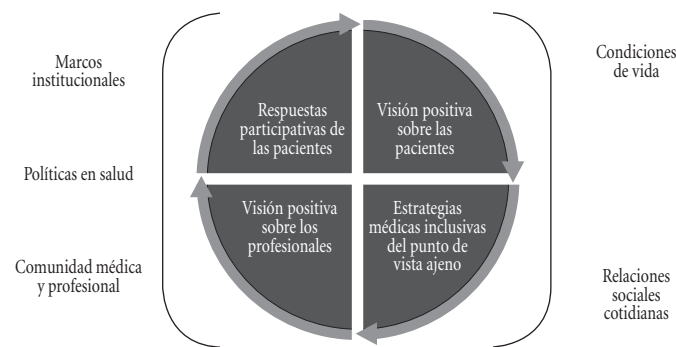 Marcos
institucionales
Políticas en salud
Comunidad médica
y profesional
Respuestas
participativas de
las pacientes
Visión positiva
sobre las
pacientes
Visión positiva
sobre los
profesionales
Estrategias
médicas inclusivas
del punto de
vista ajeno
Condiciones
de vida
Relaciones
sociales
cotidianas